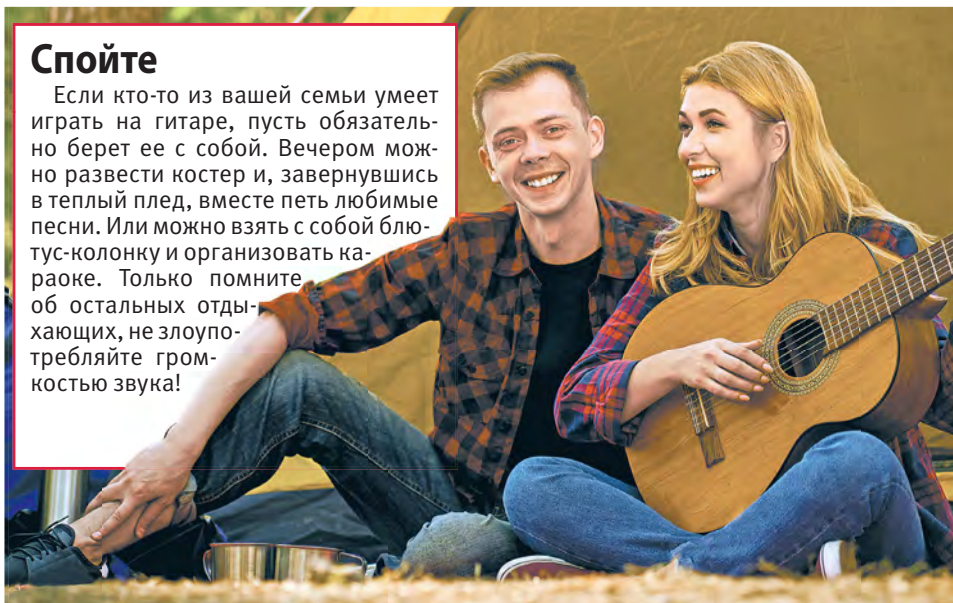 Спойте
Если кто-то из вашей семьи умеет
играть на гитаре, пусть обязатель-
но берет ее с собой. Вечером мож-
но развести костер и, завернувшись
в теплый плед, вместе петь любимые
песни. Или можно взять с собой блю-
тус-колонку и организовать ка-
раоке. Только помните
об остальных отды-
хающих, не злоупо-
требляйте гром-
костью звука!